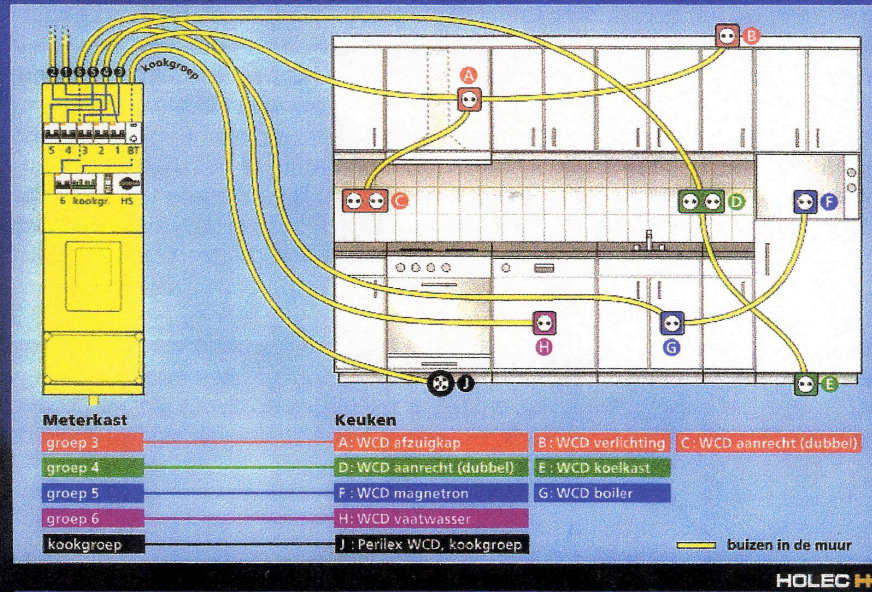 2 1 6 5 4 3
kookgroep
A
B
5 4 3 2 1 BT
6 kookgr. HS
C
D
F
H
G
J
E
Meterkast Keuken
groep 3 A: WCD afzuigkap B: WCD verlichting C: WCD aanrecht (dubbel)
groep 4 D: WCD aanrecht (dubbel) E: WCD koelkast
groep 5 F: WCD magnetron G: WCD boiler
groep 6 H: WCD vaatwasser
kookgroep J: Perilex WCD, kookgroep
buizen in de muur
HOLEC H